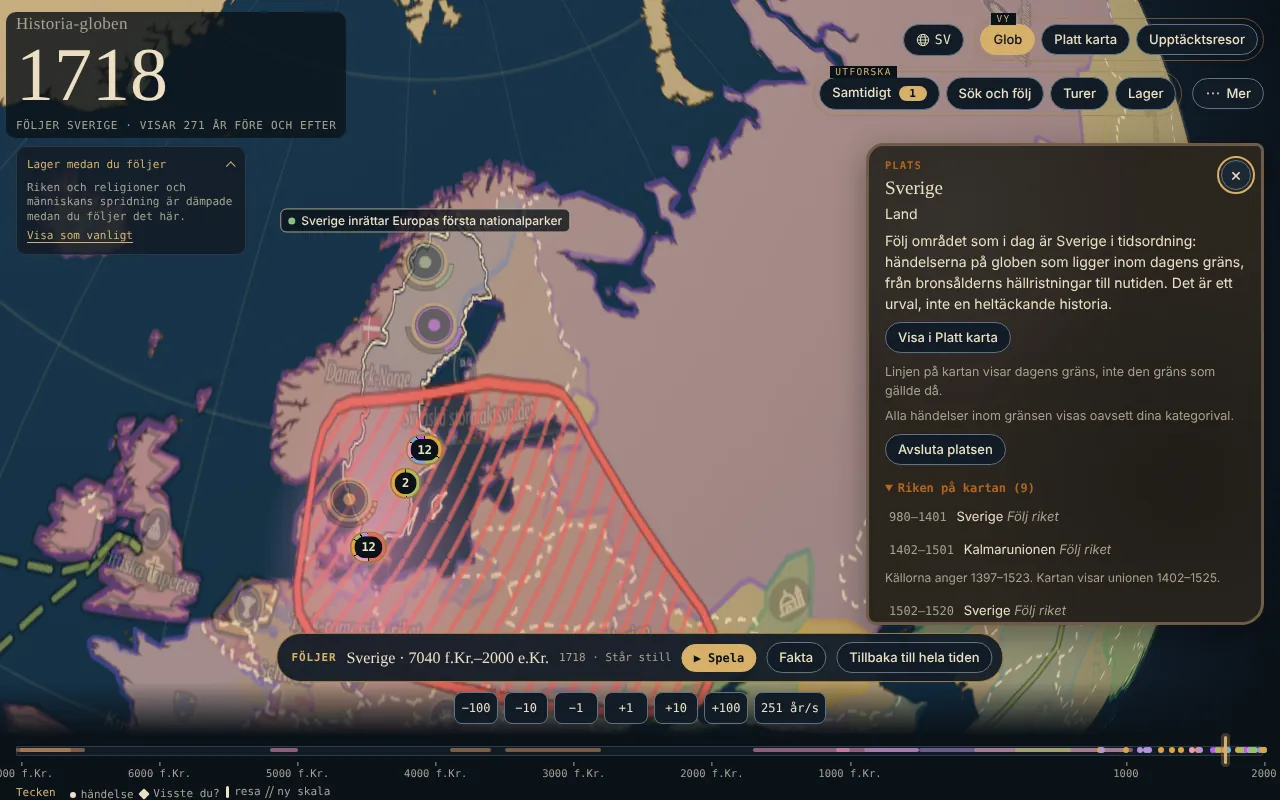 Historia-globen
1718
FÖLJER SVERIGE · VISAR 271 ÅR FÖRE OCH EFTER
Lager medan du följer
Riken och religioner och
människans spridning är dämpade
medan du följer det här.
Visa som vanligt
SV
VY
Glob
Platt karta
Upptäcktsresor
UTFORSKA
Samtidigt 1
Sök och följ
Turer
Lager
··· Mer
Sverige inrättar Europas första nationalparker
Danmark-Norge
12
2
12
PLATS
Sverige
Land
Följ området som i dag är Sverige i tidsordning:
händelserna på globen som ligger inom dagens gräns,
från bronsålderns hällristningar till nutiden. Det är ett
urval, inte en heltäckande historia.
Visa i Platt karta
Linjen på kartan visar dagens gräns, inte den gräns som
gällde då.
Alla händelser inom gränsen visas oavsett dina kategorival.
Avsluta platsen
▼ Riken på kartan (9)
980–1401 Sverige Följ riket
1402–1501 Kalmarunionen Följ riket
Källorna anger 1397–1523. Kartan visar unionen 1402–1525.
1502–1520 Sverige Följ riket
FÖLJER Sverige · 7040 f.Kr.–2000 e.Kr. 1718 · Står still ▶ Spela Fakta Tillbaka till hela tiden
−100 −10 −1 +1 +10 +100 251 år/s
6000 f.Kr. 5000 f.Kr. 4000 f.Kr. 3000 f.Kr. 2000 f.Kr. 1000 f.Kr. 1000 2000
Tecken händelse Visste du? resa // ny skala